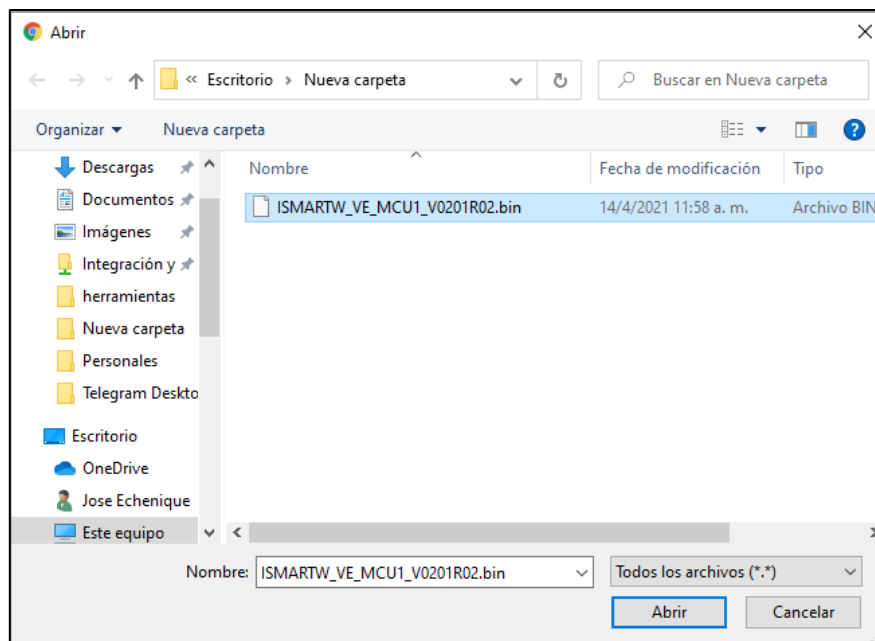 Abrir
« Escritorio › Nueva carpeta
Buscar en Nueva carpeta
Organizar Nueva carpeta
?
Nombre Fecha de modificación Tipo
ISMARTW_VE_MCU1_V0201R02.bin 14/4/2021 11:58 a. m. Archivo BIN
Descargas
Documentos
Imágenes
Integración y
herramientas
Nueva carpeta
Personales
Telegram Deskto
Escritorio
OneDrive
Jose Echenique
Este equipo
Nombre: ISMARTW_VE_MCU1_V0201R02.bin Todos los archivos (*.*)
Abrir Cancelar